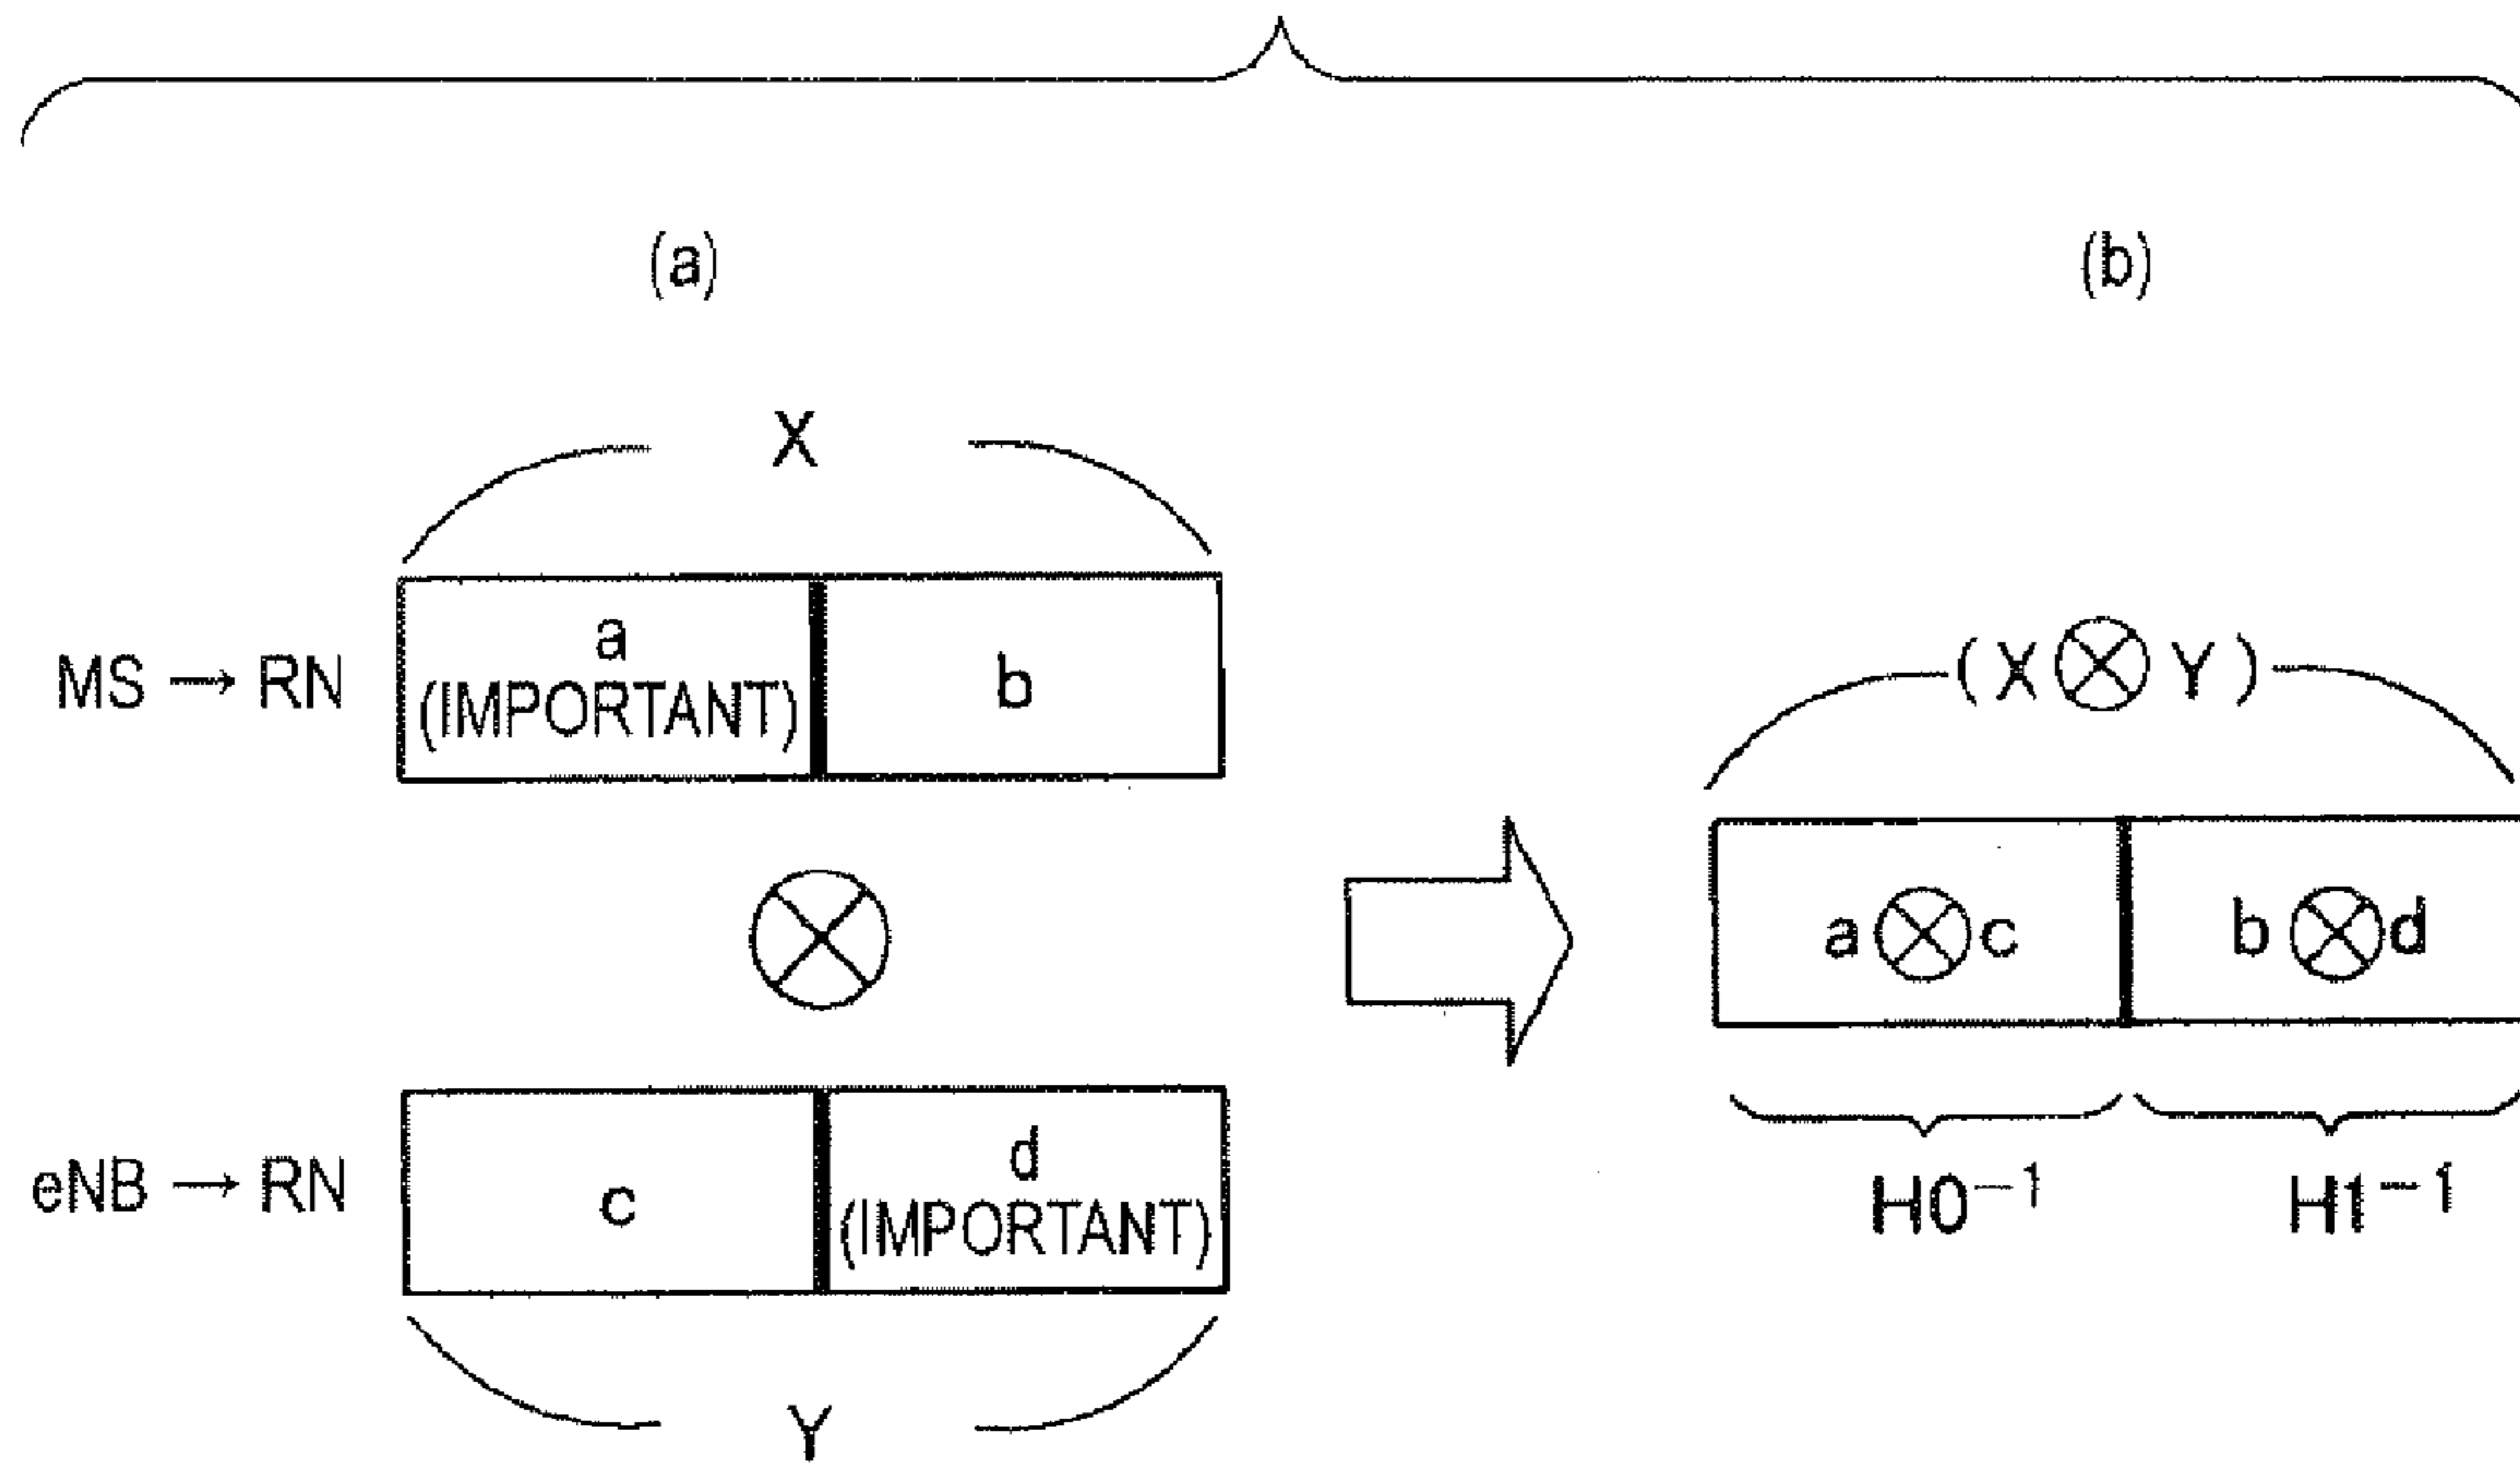 (a)
(b)
X
MS → RN
a
(IMPORTANT)
b
(X ⊗ Y)
⊗
a ⊗ c
b ⊗ d
eNB → RN
c
d
(IMPORTANT)
H0⁻¹
H1⁻¹
Y